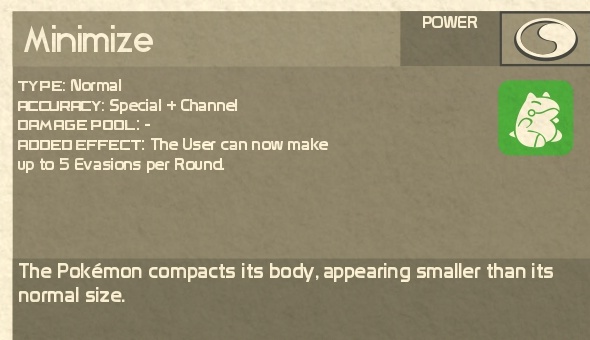 Minimize
POWER
TYPE: Normal
ACCURACY: Special + Channel
DAMAGE POOL: -
ADDED EFFECT: The User can now make
up to 5 Evasions per Round.
The Pokémon compacts its body, appearing smaller than its
normal size.